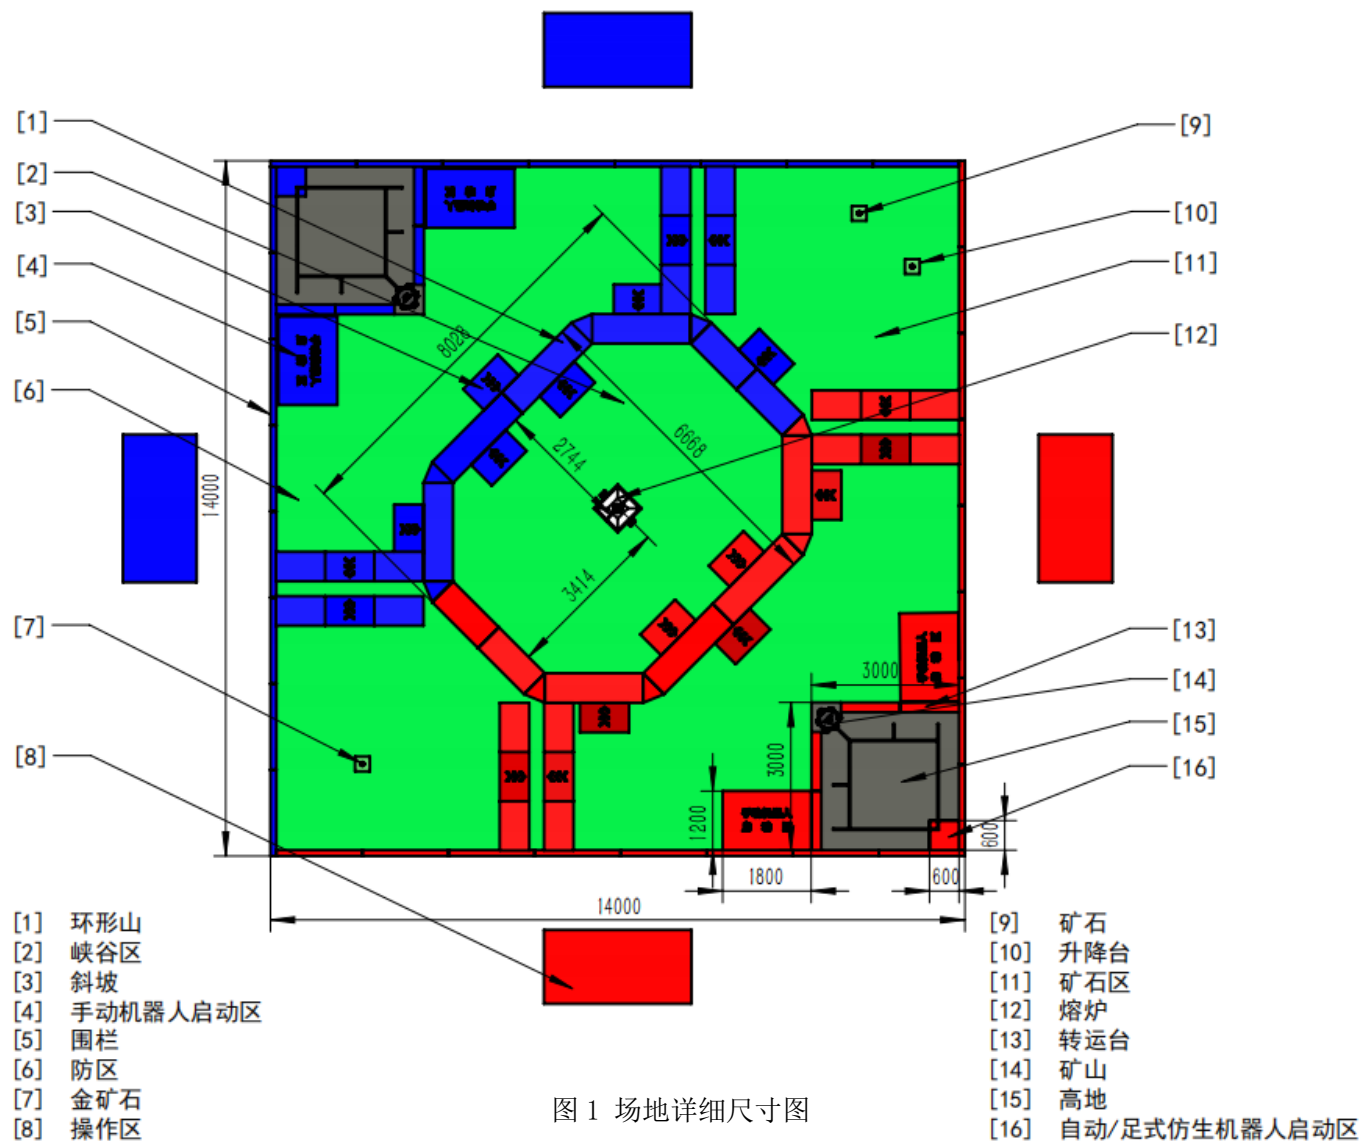 [1]
[2]
[3]
[4]
[5]
[6]
[7]
[8]
[9]
[10]
[11]
[12]
[13]
[14]
[15]
[16]
8028
6668
2744
3414
14000
3000
3000
1200
1800
600
600
14000
[1] 环形山
[2] 峡谷区
[3] 斜坡
[4] 手动机器人启动区
[5] 围栏
[6] 防区
[7] 金矿石
[8] 操作区
[9] 矿石
[10] 升降台
[11] 矿石区
[12] 熔炉
[13] 转运台
[14] 矿山
[15] 高地
[16] 自动/足式仿生机器人启动区
图 1 场地详细尺寸图